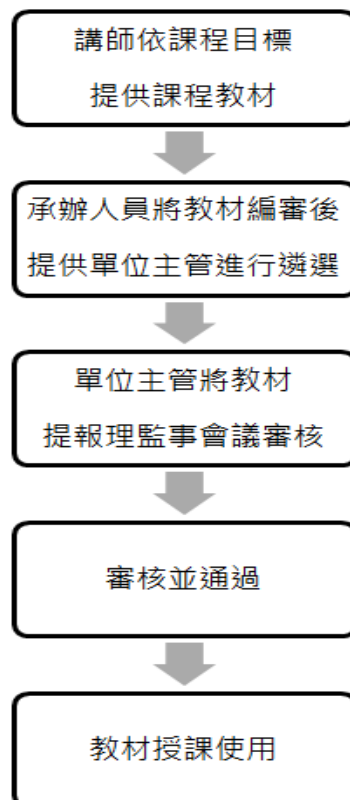 講師依課程目標
提供課程教材
承辦人員將教材編審後
提供單位主管進行遴選
單位主管將教材
提報理監事會議審核
審核並通過
教材授課使用